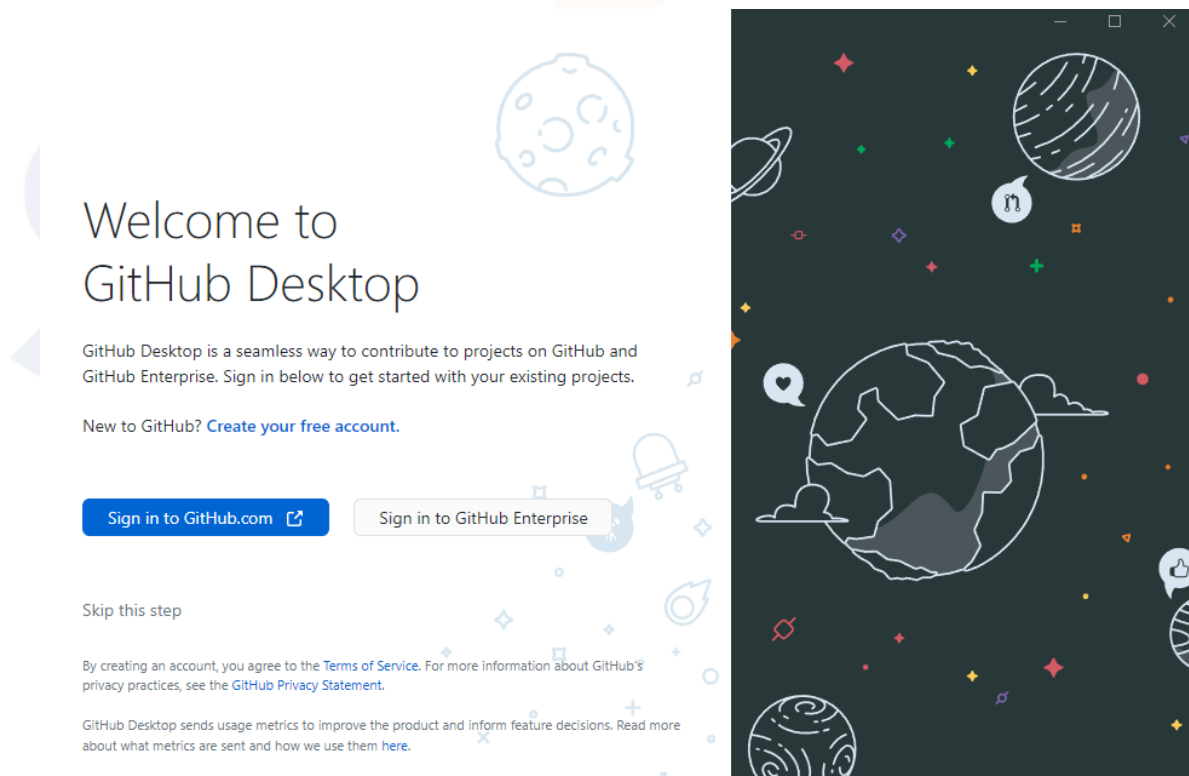 Welcome to
GitHub Desktop
GitHub Desktop is a seamless way to contribute to projects on GitHub and
GitHub Enterprise. Sign in below to get started with your existing projects.
New to GitHub? Create your free account.
Sign in to GitHub.com
Sign in to GitHub Enterprise
Skip this step
By creating an account, you agree to the Terms of Service. For more information about GitHub's
privacy practices, see the GitHub Privacy Statement.
GitHub Desktop sends usage metrics to improve the product and inform feature decisions. Read more
about what metrics are sent and how we use them here.